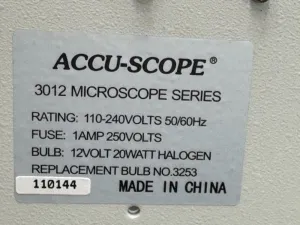 ACCU-SCOPE®
3012 MICROSCOPE SERIES
RATING: 110-240VOLTS 50/60Hz
FUSE: 1AMP 250VOLTS
BULB: 12VOLT 20WATT HALOGEN
REPLACEMENT BULB NO.3253
110144 MADE IN CHINA